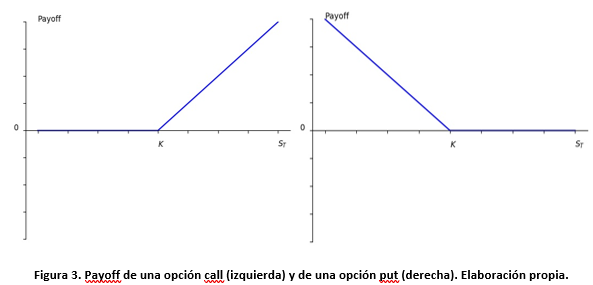 Payoff
0
K
S_T
Payoff
0
K
S_T
Figura 3. Payoff de una opción call (izquierda) y de una opción put (derecha). Elaboración propia.